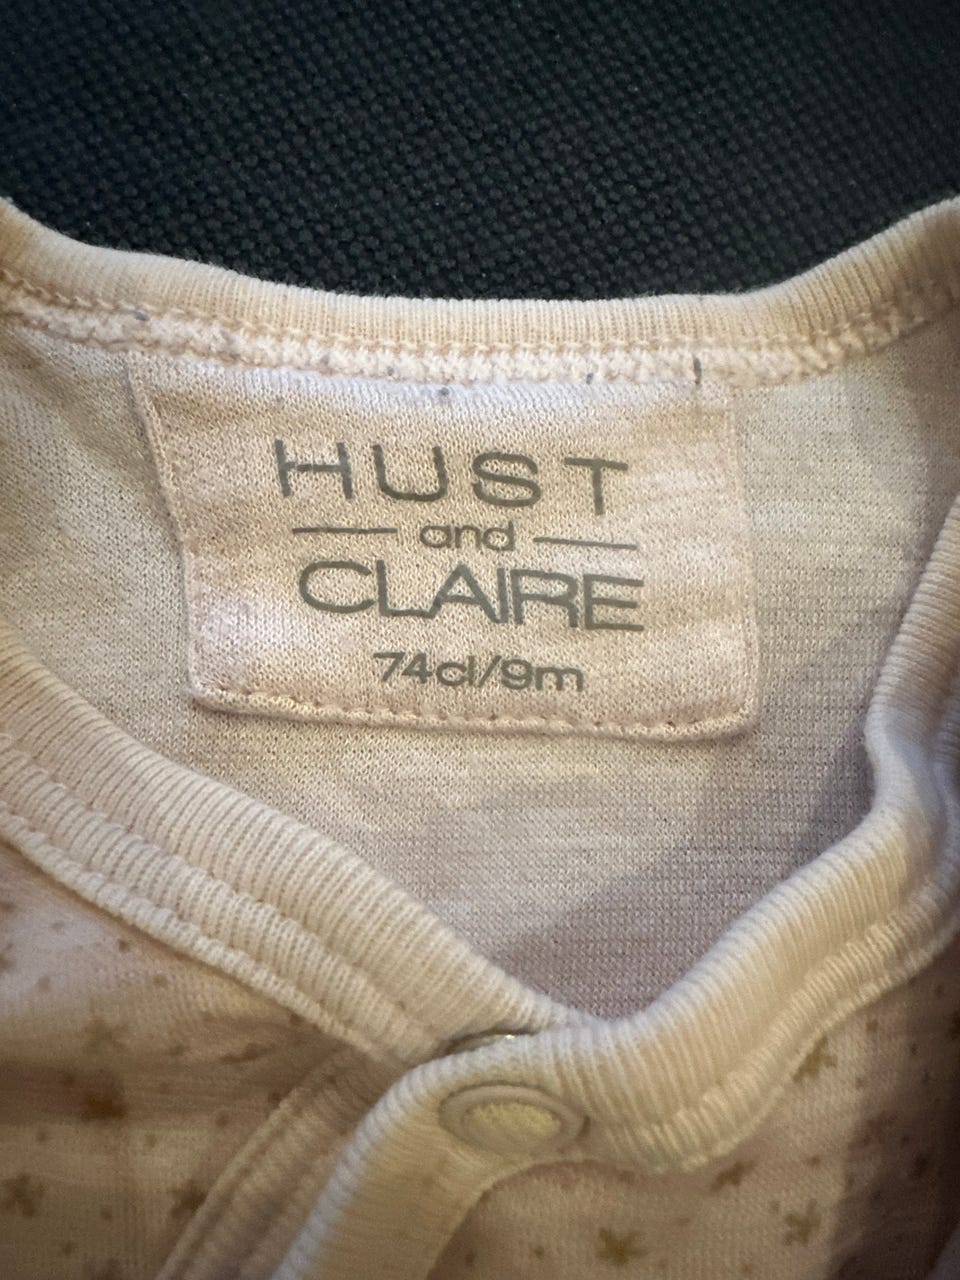 HUST
and
CLAIRE
74cl/9m